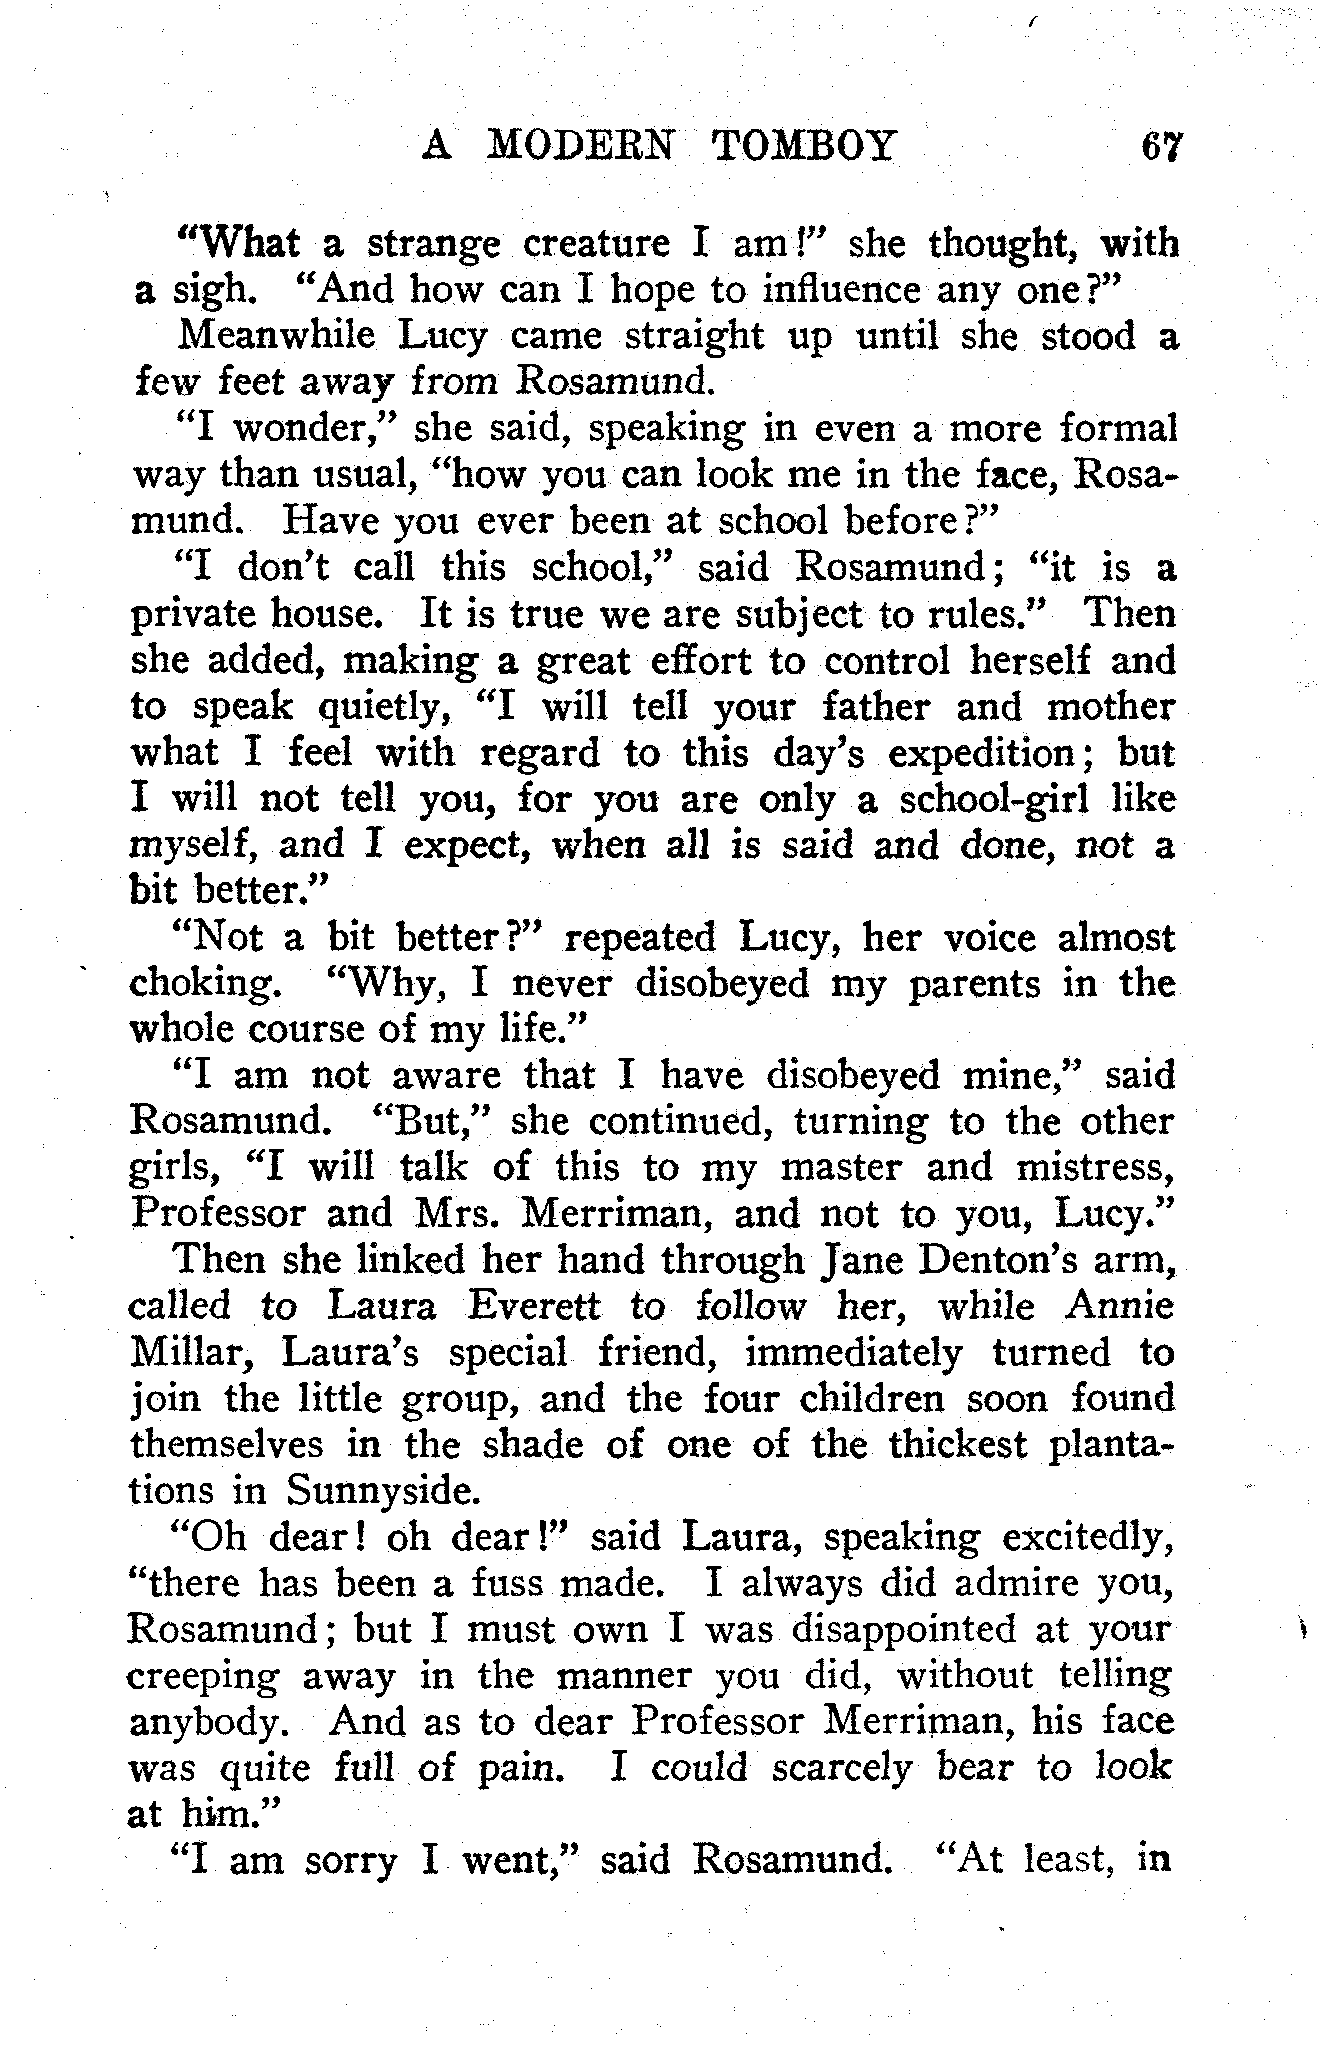 A MODERN TOMBOY 67
"What a strange creature I am!" she thought, with
a sigh. "And how can I hope to influence any one?"
Meanwhile Lucy came straight up until she stood a
few feet away from Rosamund.
"I wonder," she said, speaking in even a more formal
way than usual, "how you can look me in the face, Rosa-
mund. Have you ever been at school before?"
"I don't call this school," said Rosamund; "it is a
private house. It is true we are subject to rules." Then
she added, making a great effort to control herself and
to speak quietly, "I will tell your father and mother
what I feel with regard to this day's expedition; but
I will not tell you, for you are only a school-girl like
myself, and I expect, when all is said and done, not a
bit better."
"Not a bit better?" repeated Lucy, her voice almost
choking. "Why, I never disobeyed my parents in the
whole course of my life."
"I am not aware that I have disobeyed mine," said
Rosamund. "But," she continued, turning to the other
girls, "I will talk of this to my master and mistress,
Professor and Mrs. Merriman, and not to you, Lucy."
Then she linked her hand through Jane Denton's arm,
called to Laura Everett to follow her, while Annie
Millar, Laura's special friend, immediately turned to
join the little group, and the four children soon found
themselves in the shade of one of the thickest planta-
tions in Sunnyside.
"Oh dear! oh dear!" said Laura, speaking excitedly,
"there has been a fuss made. I always did admire you,
Rosamund; but I must own I was disappointed at your
creeping away in the manner you did, without telling
anybody. And as to dear Professor Merriman, his face
was quite full of pain. I could scarcely bear to look
at him."
"I am sorry I went," said Rosamund. "At least, in